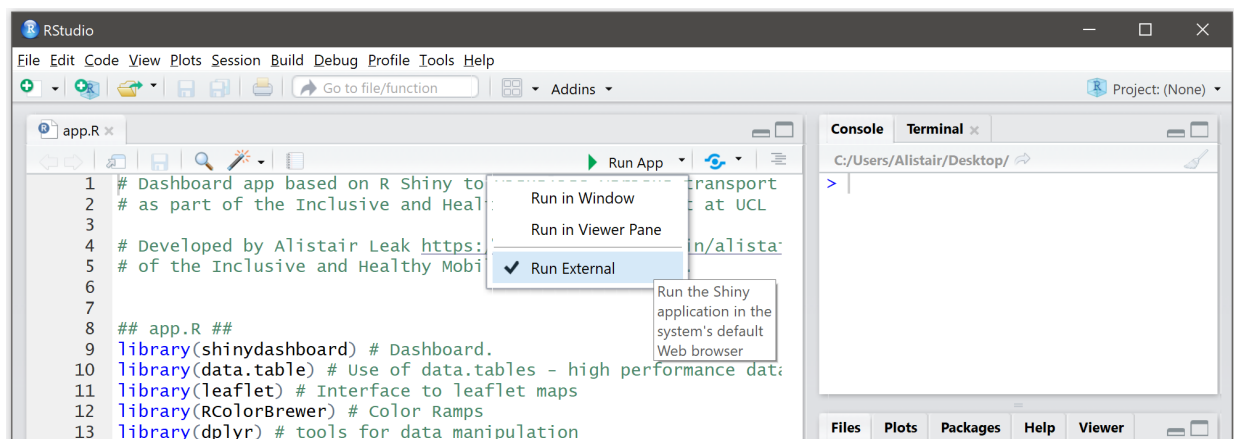 RStudio
File Edit Code View Plots Session Build Debug Profile Tools Help
Go to file/function
Addins
Project: (None)
app.R
Run App
1 # Dashboard app based on R Shiny to transport
2 # as part of the Inclusive and Heal at UCL
3
4 # Developed by Alistair Leak https: in/alista
5 # of the Inclusive and Healthy Mobi
6
7
8 ## app.R ##
9 library(shinydashboard) # Dashboard.
10 library(data.table) # Use of data.tables - high performance data
11 library(leaflet) # Interface to leaflet maps
12 library(RColorBrewer) # Color Ramps
13 library(dplyr) # tools for data manipulation
Run in Window
Run in Viewer Pane
Run External
Run the Shiny
application in the
system's default
Web browser
Console Terminal
C:/Users/Alistair/Desktop/
>
Files Plots Packages Help Viewer